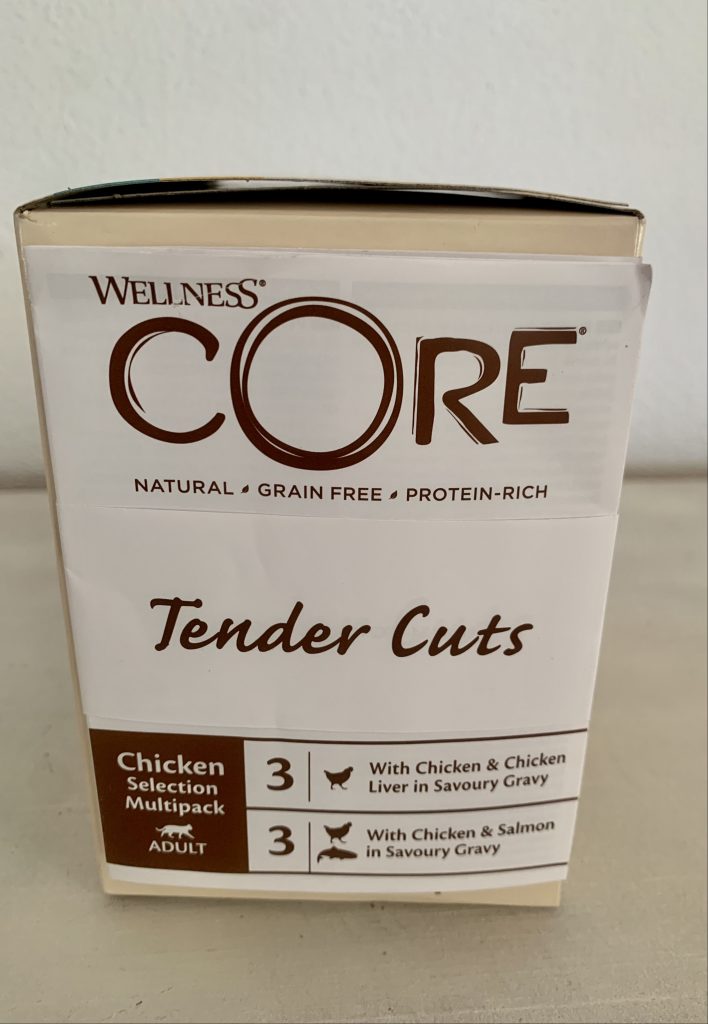 WELLNESS®
CORE®
NATURAL GRAIN FREE PROTEIN-RICH
Tender Cuts
Chicken
Selection
Multipack
ADULT
3
With Chicken & Chicken
Liver in Savoury Gravy
3
With Chicken & Salmon
in Savoury Gravy